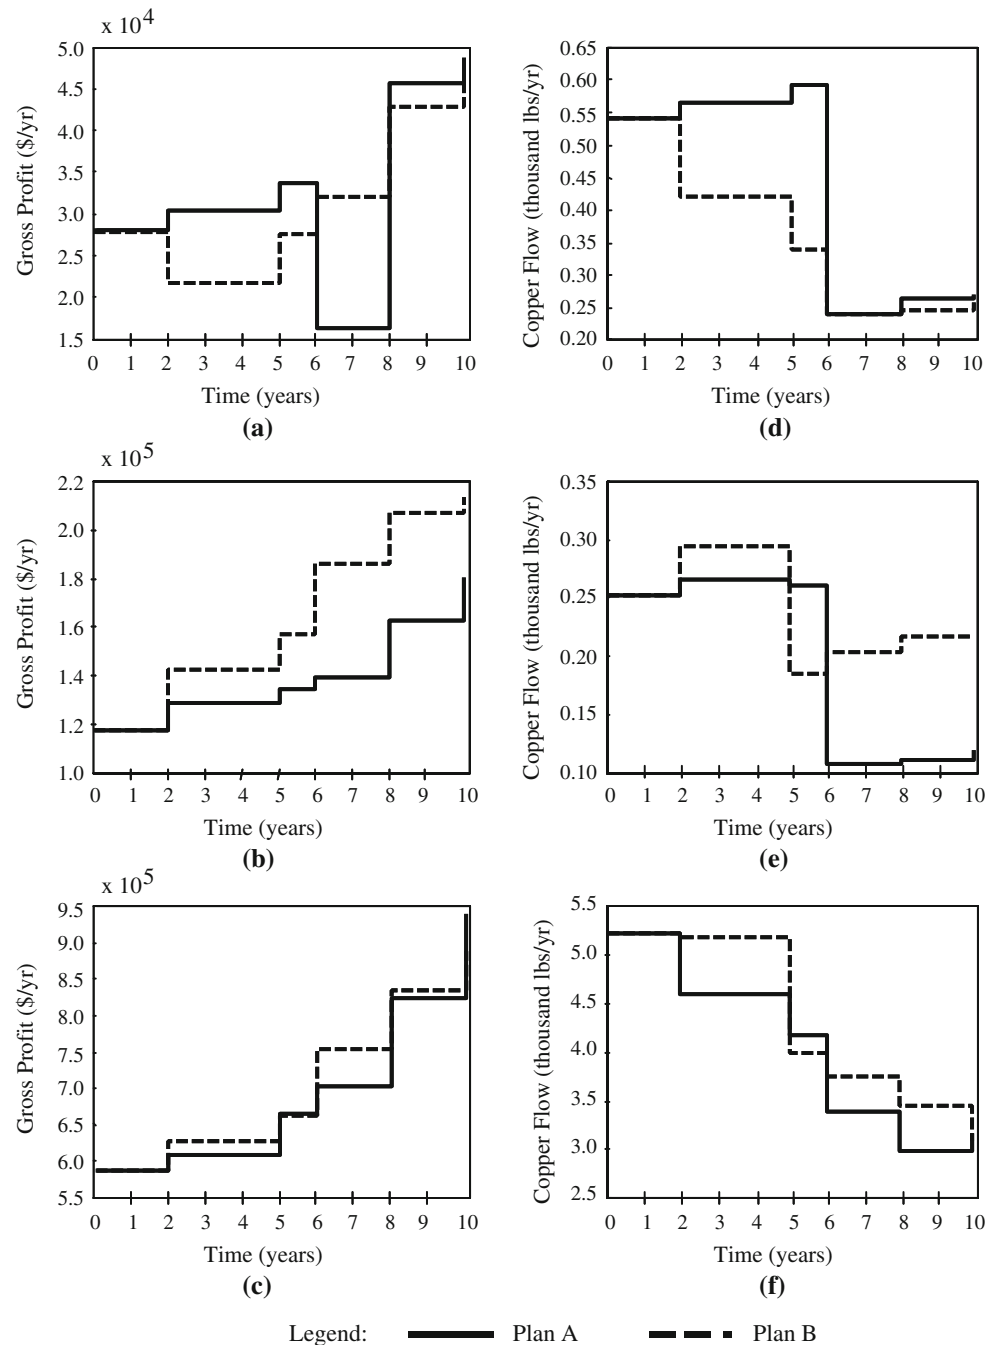 x 10^4
Gross Profit ($/yr)
5.0
4.5
4.0
3.5
3.0
2.5
2.0
1.5
0 1 2 3 4 5 6 7 8 9 10
Time (years)
(a)
Copper Flow (thousand lbs/yr)
0.65
0.60
0.55
0.50
0.45
0.40
0.35
0.30
0.25
0.20
0 1 2 3 4 5 6 7 8 9 10
Time (years)
(d)
x 10^5
Gross Profit ($/yr)
2.2
2.0
1.8
1.6
1.4
1.2
1.0
0 1 2 3 4 5 6 7 8 9 10
Time (years)
(b)
Copper Flow (thousand lbs/yr)
0.35
0.30
0.25
0.20
0.15
0.10
0 1 2 3 4 5 6 7 8 9 10
Time (years)
(e)
x 10^5
Gross Profit ($/yr)
9.5
9.0
8.5
8.0
7.5
7.0
6.5
6.0
5.5
0 1 2 3 4 5 6 7 8 9 10
Time (years)
(c)
Copper Flow (thousand lbs/yr)
5.5
5.0
4.5
4.0
3.5
3.0
2.5
0 1 2 3 4 5 6 7 8 9 10
Time (years)
(f)
Legend: Plan A Plan B